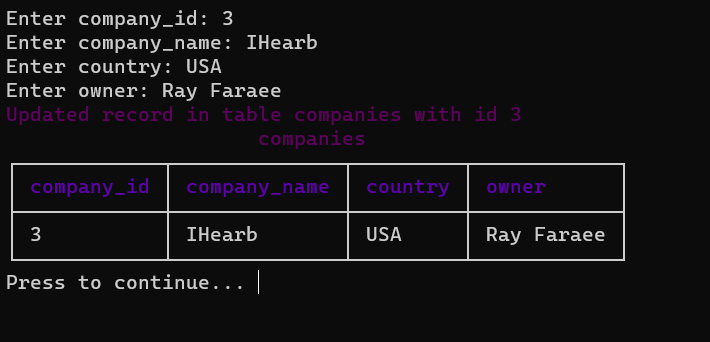 Enter company_id: 3
Enter company_name: IHearb
Enter country: USA
Enter owner: Ray Faraee
Updated record in table companies with id 3
companies
company_id company_name country owner
3 IHearb USA Ray Faraee
Press to continue...